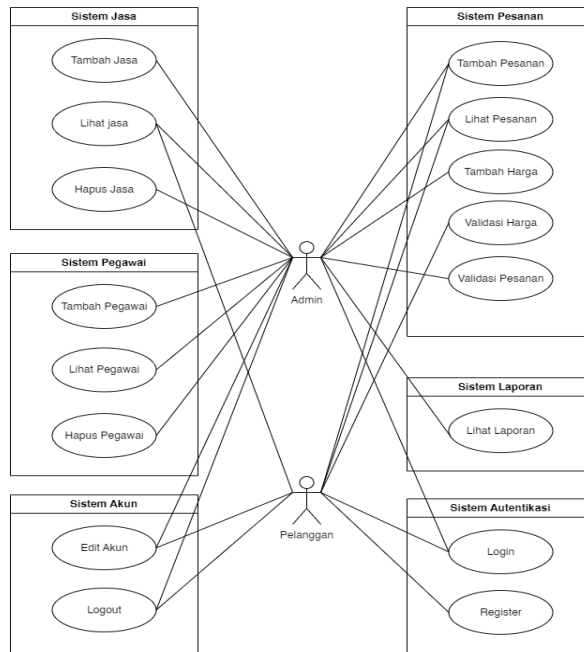 Sistem Jasa
Tambah Jasa
Lihat jasa
Hapus Jasa
Sistem Pegawai
Tambah Pegawai
Lihat Pegawai
Hapus Pegawai
Sistem Akun
Edit Akun
Logout
Admin
Pelanggan
Sistem Pesanan
Tambah Pesanan
Lihat Pesanan
Tambah Harga
Validasi Harga
Validasi Pesanan
Sistem Laporan
Lihat Laporan
Sistem Autentikasi
Login
Register